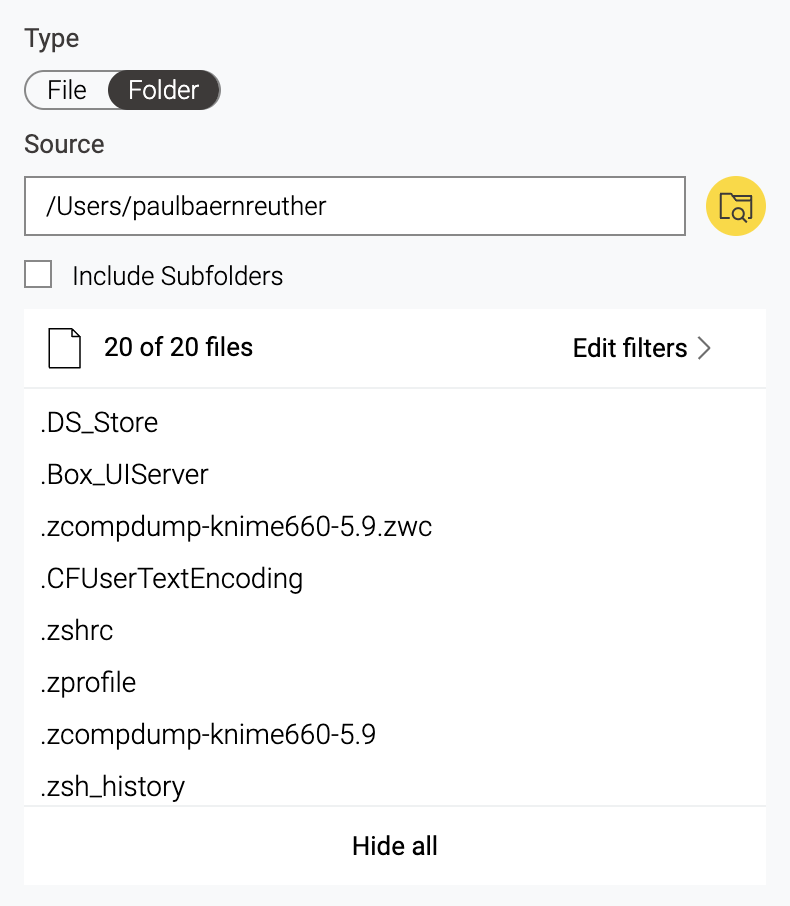 Type
File Folder
Source
/Users/paulbaernreuther
Include Subfolders
20 of 20 files Edit filters
.DS_Store
.Box_UIServer
.zcompdump-knime660-5.9.zwc
.CFUserTextEncoding
.zshrc
.zprofile
.zcompdump-knime660-5.9
.zsh_history
Hide all